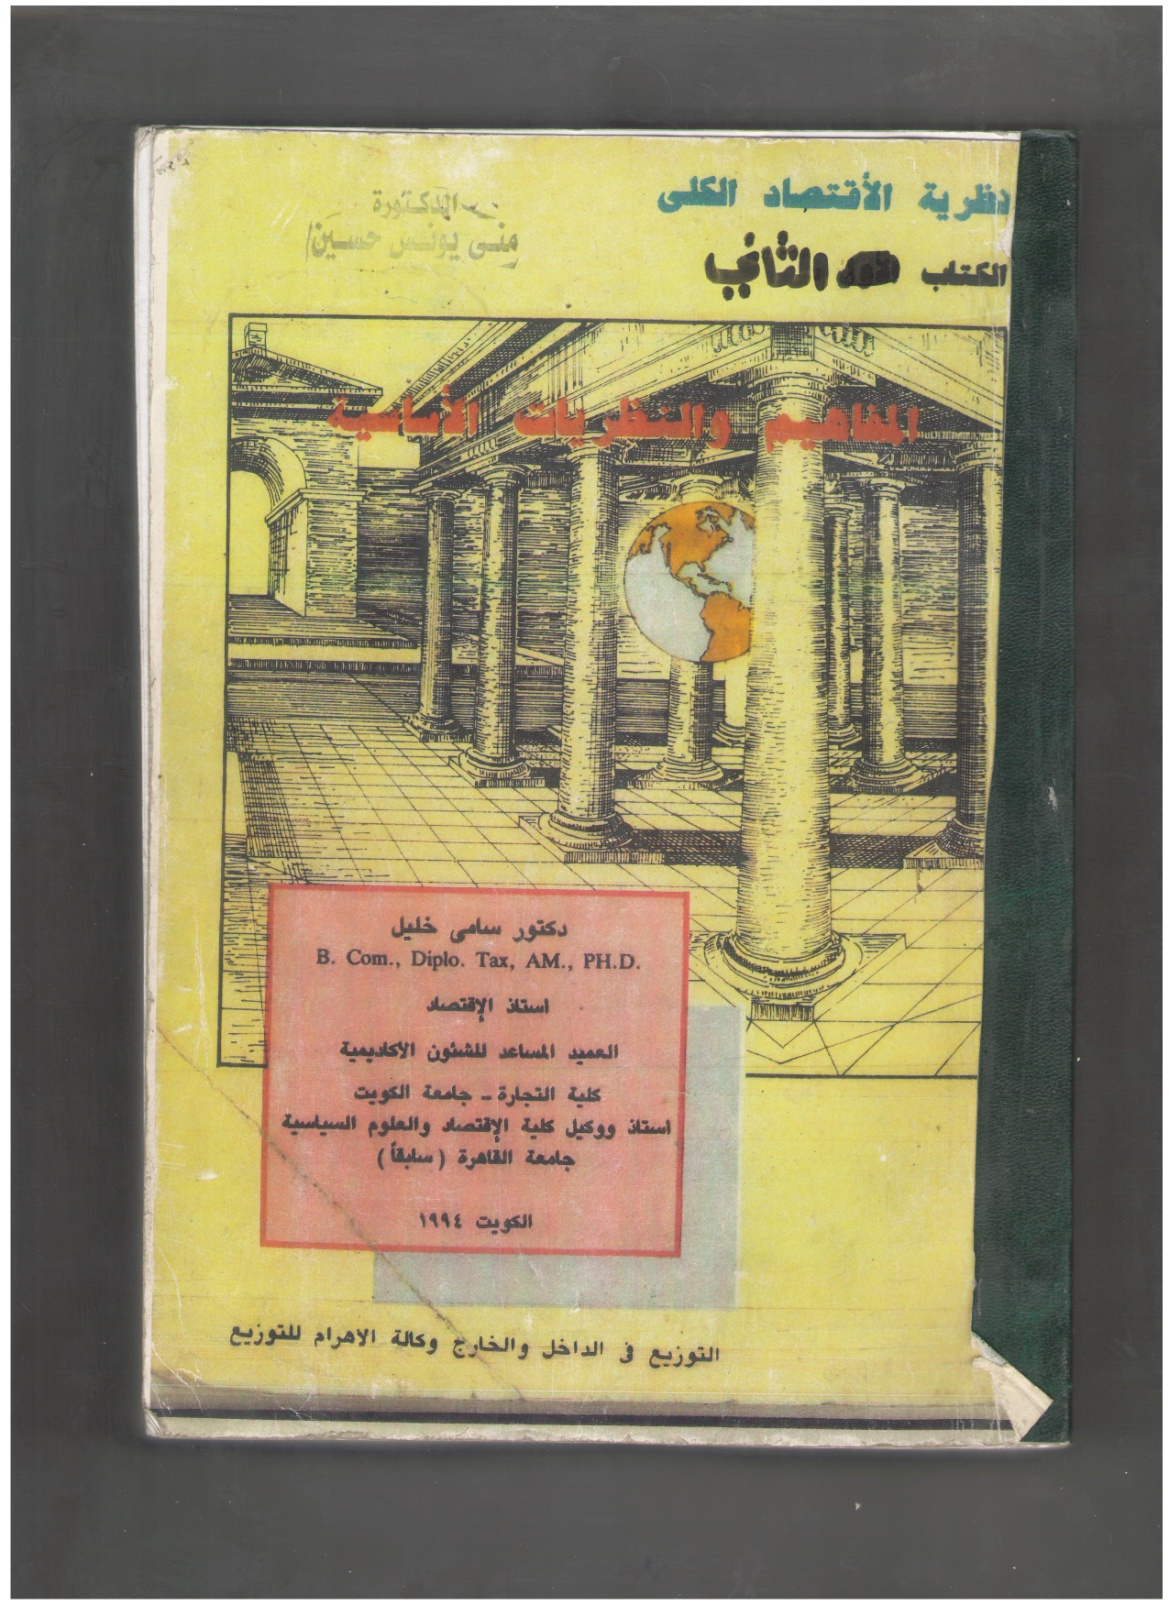 نظرية الأقتصاد الكلى
الدكتورة
منى يونس حسين
الكتاب الثاني
المفاهيم والنظريات الأساسية
دكتور سامى خليل
B. Com., Diplo. Tax, AM., PH.D.
استاذ الإقتصاد
العميد المساعد للشئون الأكاديمية
كلية التجارة - جامعة الكويت
استاذ ووكيل كلية الإقتصاد والعلوم السياسية
جامعة القاهرة (سابقاً)
الكويت ١٩٩٤
التوزيع فى الداخل والخارج وكالة الاهرام للتوزيع